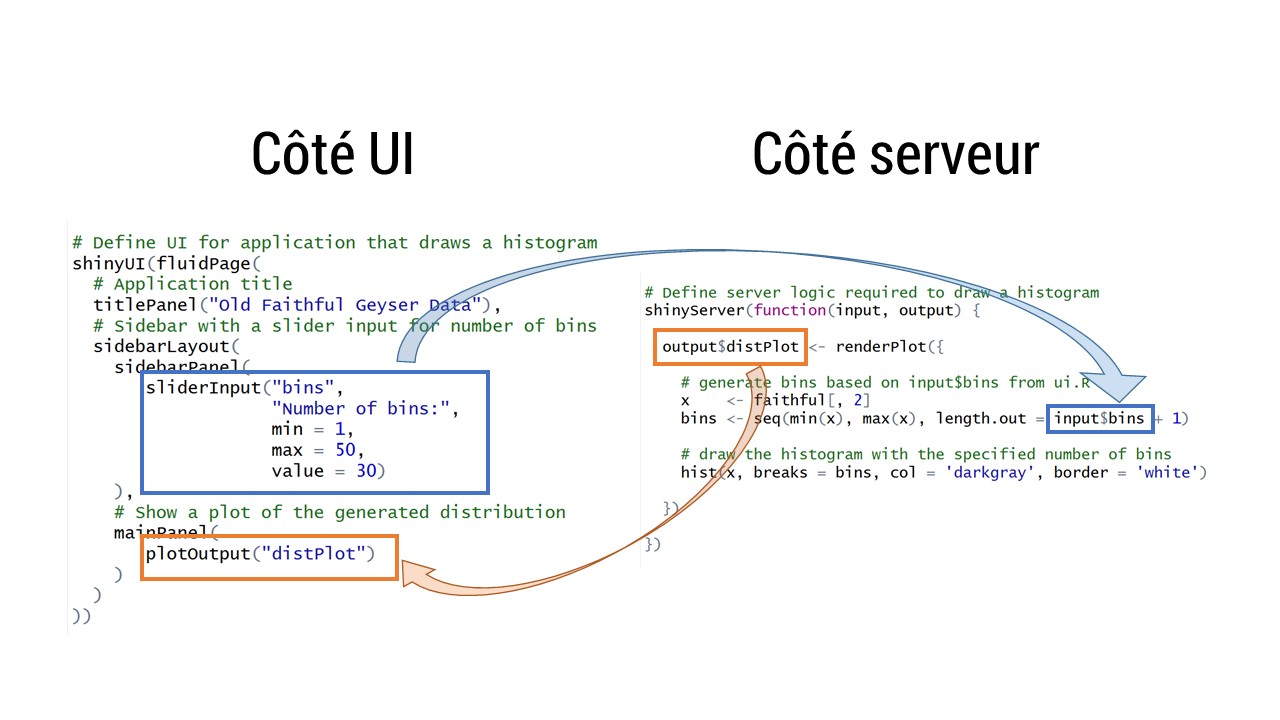 Côté UI
Côté serveur
# Define UI for application that draws a histogram
shinyUI(fluidPage(
  # Application title
  titlePanel("Old Faithful Geyser Data"),
  # Sidebar with a slider input for number of bins
  sidebarLayout(
    sidebarPanel(
       sliderInput("bins",
                   "Number of bins:",
                   min = 1,
                   max = 50,
                   value = 30)
    ),
    # Show a plot of the generated distribution
    mainPanel(
       plotOutput("distPlot")
    )
  )
))
# Define server logic required to draw a histogram
shinyServer(function(input, output) {
  output$distPlot <- renderPlot({
    # generate bins based on input$bins from ui.R
    x    <- faithful[, 2]
    bins <- seq(min(x), max(x), length.out = input$bins + 1)
    # draw the histogram with the specified number of bins
    hist(x, breaks = bins, col = 'darkgray', border = 'white')
  })
})